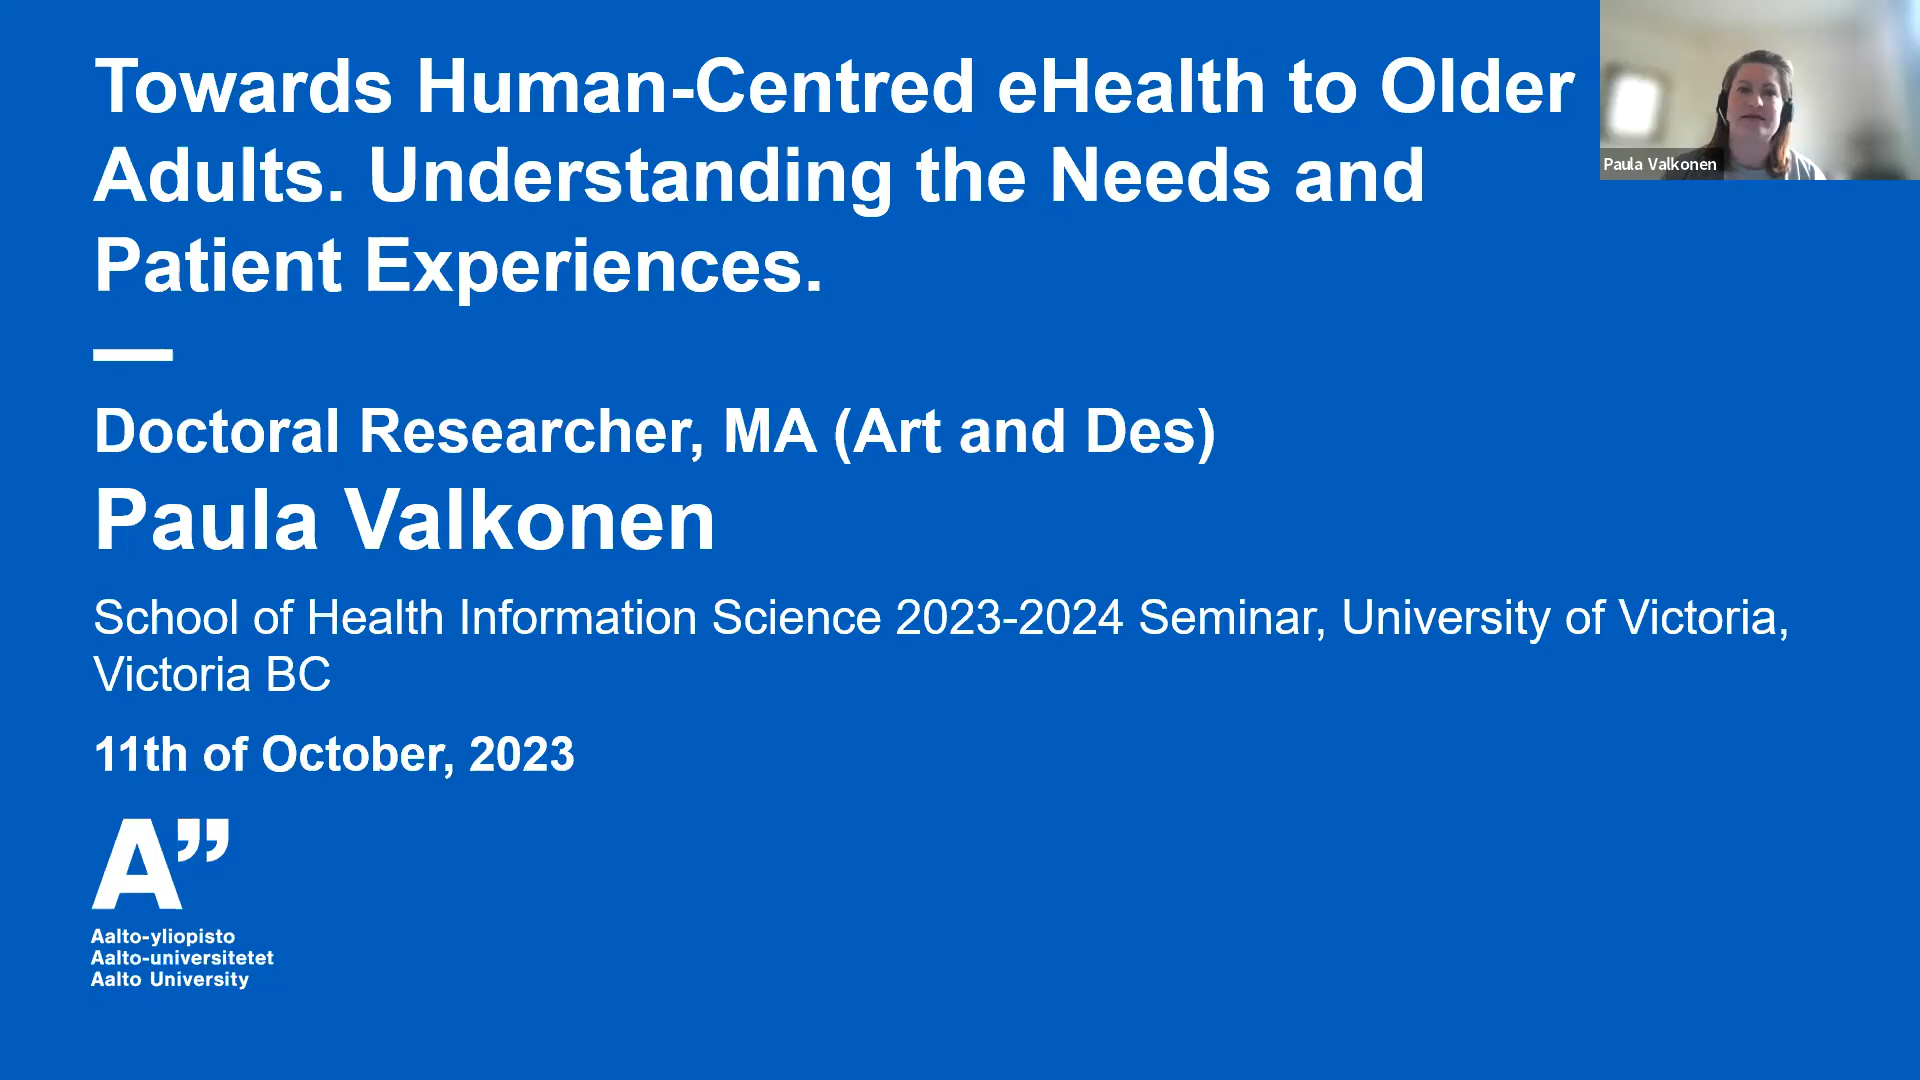 Towards Human-Centred eHealth to Older
Adults. Understanding the Needs and
Patient Experiences.
Paula Valkonen
Doctoral Researcher, MA (Art and Des)
Paula Valkonen
School of Health Information Science 2023-2024 Seminar, University of Victoria,
Victoria BC
11th of October, 2023
A”
Aalto-yliopisto
Aalto-universitetet
Aalto University